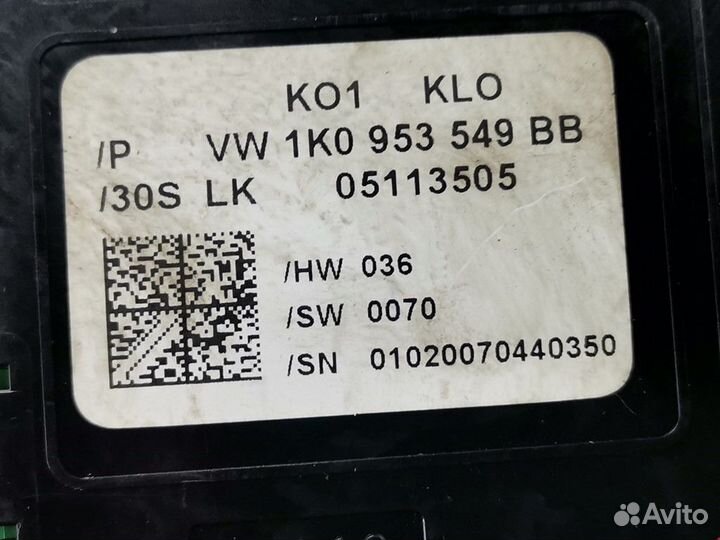 KO1 KLO
/P VW 1K0 953 549 BB
/30S LK 05113505
/HW 036
/SW 0070
/SN 01020070440350
Avito